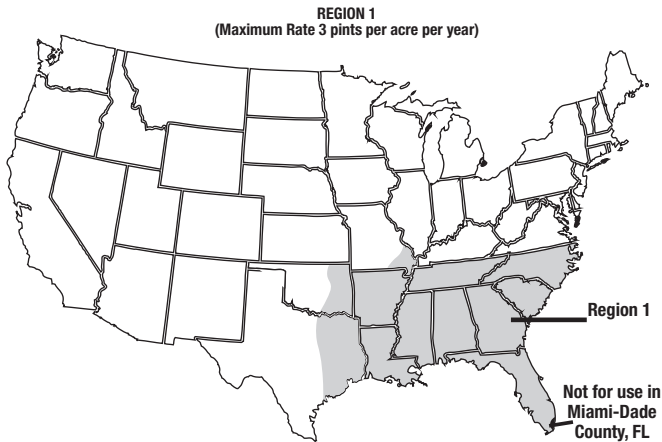 REGION 1
(Maximum Rate 3 pints per acre per year)
Region 1
Not for use in
Miami-Dade
County, FL